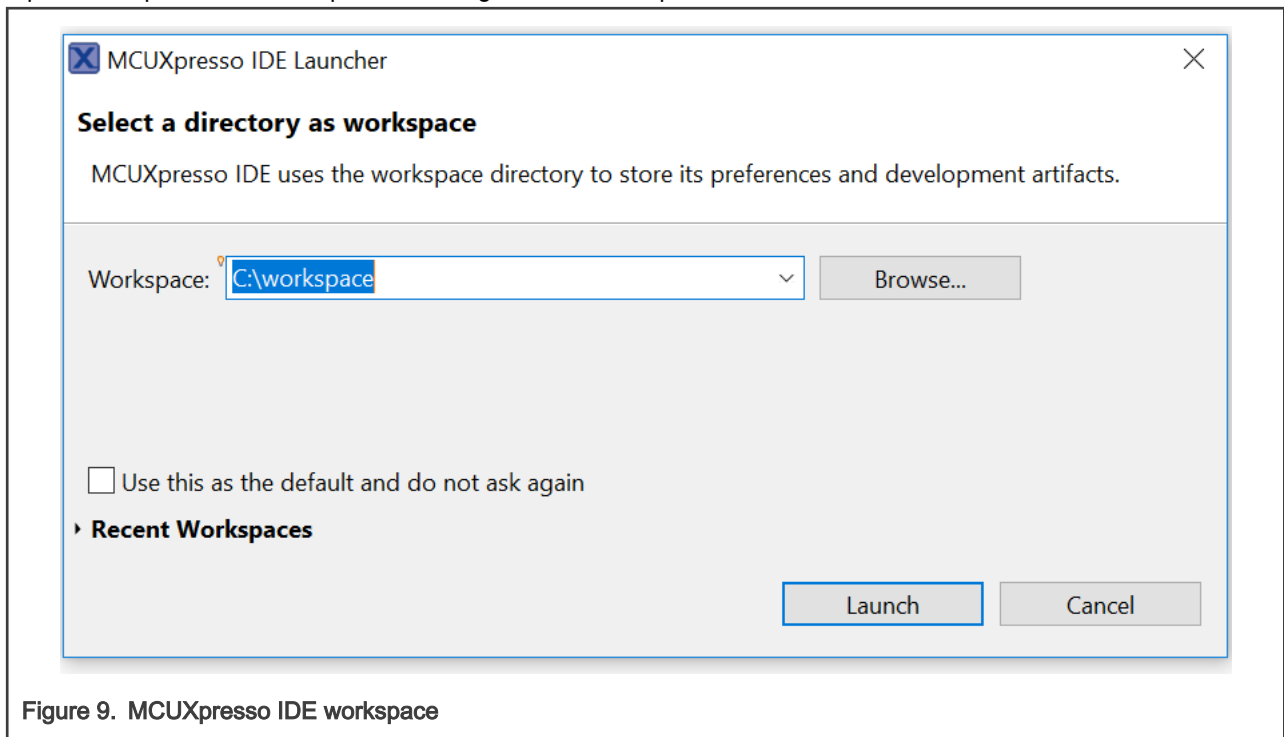 MCUXpresso IDE Launcher
Select a directory as workspace
MCUXpresso IDE uses the workspace directory to store its preferences and development artifacts.
Workspace: C:\workspace Browse...
Use this as the default and do not ask again
Recent Workspaces
Launch Cancel
Figure 9. MCUXpresso IDE workspace